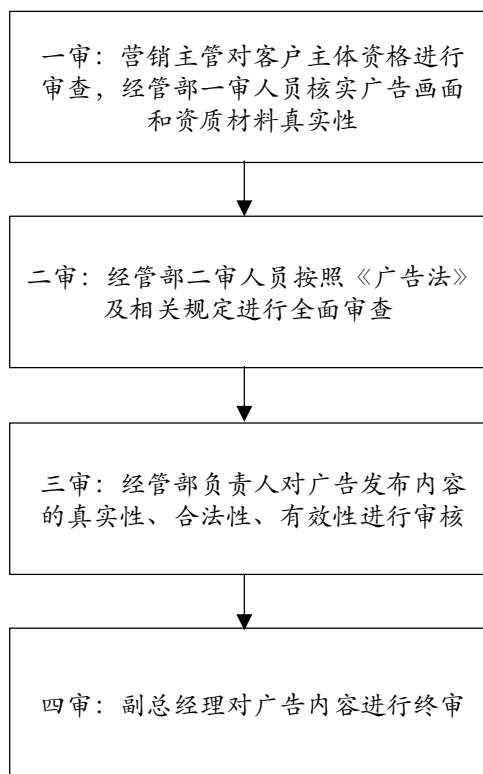 一审：营销主管对客户主体资格进行
审查，经管部一审人员核实广告画面
和资质材料真实性
二审：经管部二审人员按照《广告法》
及相关规定进行全面审查
三审：经管部负责人对广告发布内容
的真实性、合法性、有效性进行审核
四审：副总经理对广告内容进行终审